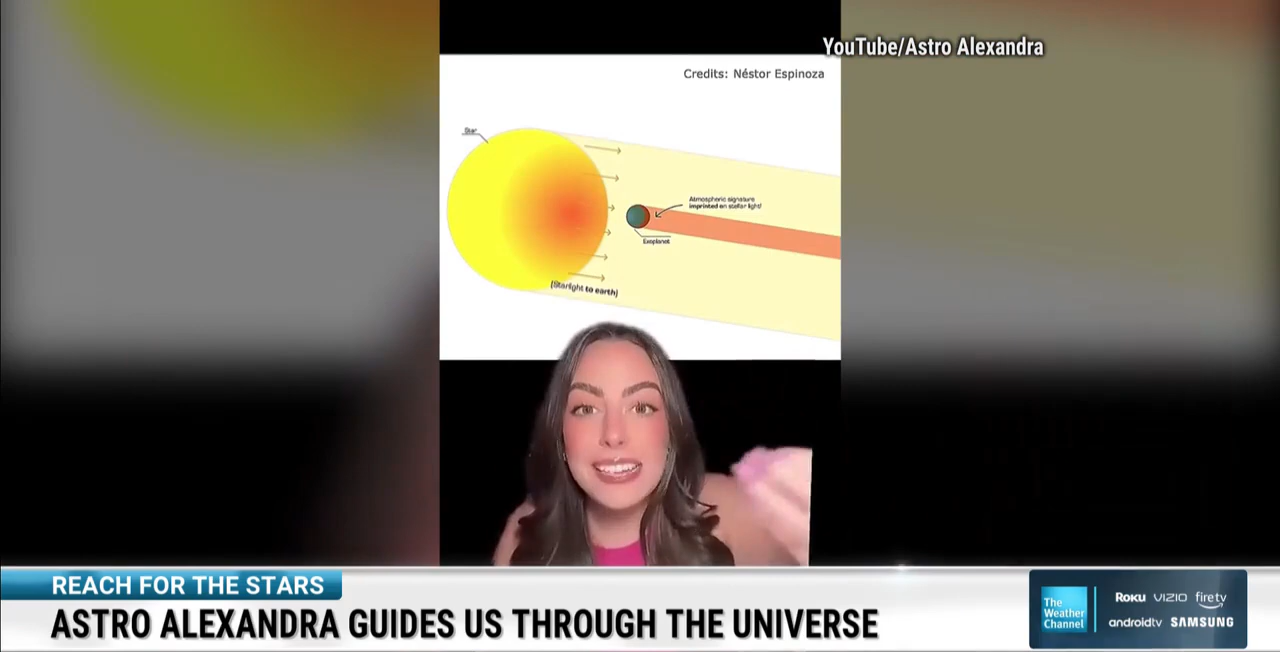 YouTube/Astro Alexandra
Credits: Néstor Espinoza
Star
Atmospheric signature
imprinted on stellar light!
Exoplanet
(Starlight to earth)
REACH FOR THE STARS
ASTRO ALEXANDRA GUIDES US THROUGH THE UNIVERSE
The
Weather
Channel
ROKU VIZIO firetv
androidtv SAMSUNG